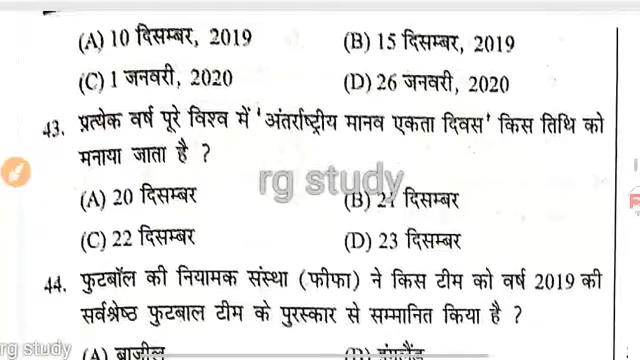 (A) 10 दिसम्बर, 2019 (B) 15 दिसम्बर, 2019
(C) 1 जनवरी, 2020 (D) 26 जनवरी, 2020
43. प्रत्येक वर्ष पूरे विश्व में 'अंतर्राष्ट्रीय मानव एकता दिवस' किस तिथि को
मनाया जाता है ?
rg study
(A) 20 दिसम्बर (B) 21 दिसम्बर
(C) 22 दिसम्बर (D) 23 दिसम्बर
44. फुटबॉल की नियामक संस्था (फीफा) ने किस टीम को वर्ष 2019 की
सर्वश्रेष्ठ फुटबाल टीम के पुरस्कार से सम्मानित किया है ?
rg study
(A) ब्राजील (B) इंग्लैंड